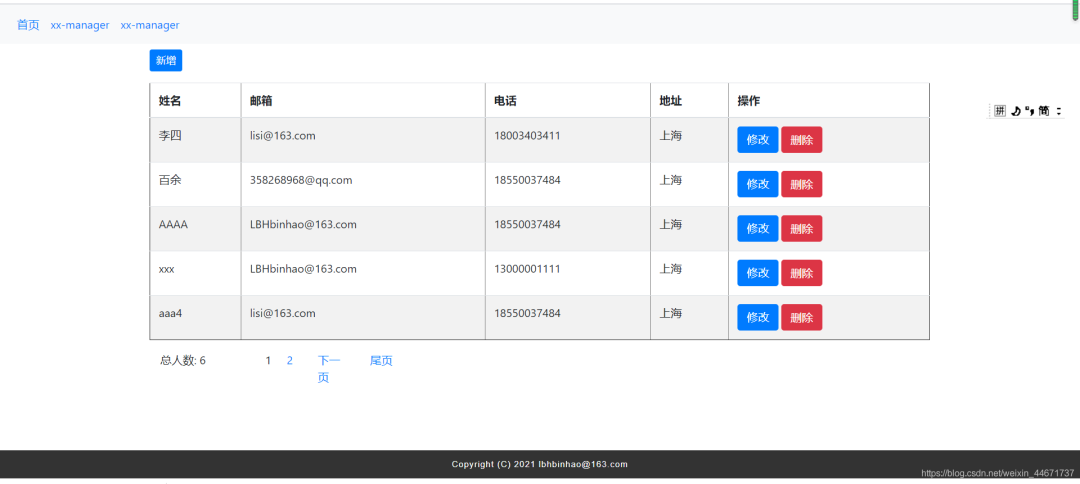 首页 xx-manager xx-manager
新增
姓名 邮箱 电话 地址 操作
李四 lisi@163.com 18003403411 上海 修改 删除
百余 358268968@qq.com 18550037484 上海 修改 删除
AAAA LBHbinhao@163.com 18550037484 上海 修改 删除
xxx LBHbinhao@163.com 13000001111 上海 修改 删除
aaa4 lisi@163.com 18550037484 上海 修改 删除
总人数: 6 1 2 下一 尾页
页
拼 简
Copyright (C) 2021 lbhbinhao@163.com
https://blog.csdn.net/weixin_44671737